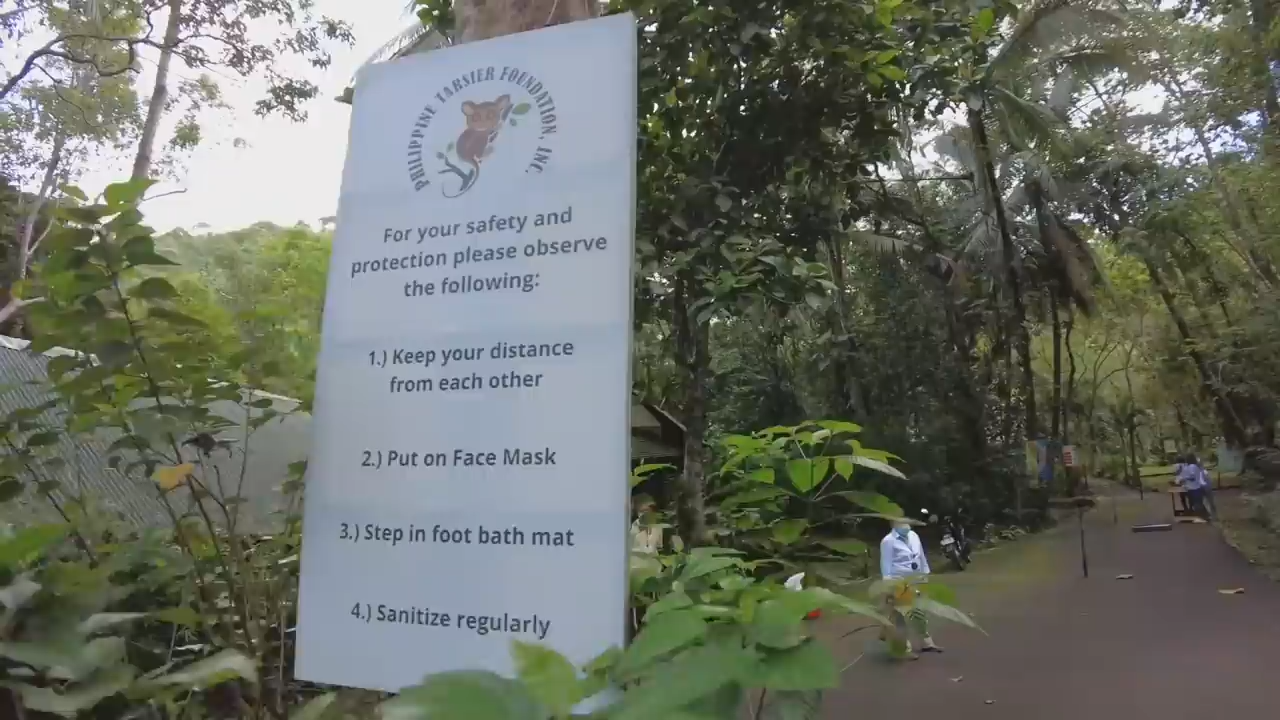 PHILIPPINE TARSIER FOUNDATION, INC.
For your safety and
protection please observe
the following:
1.) Keep your distance
from each other
2.) Put on Face Mask
3.) Step in foot bath mat
4.) Sanitize regularly